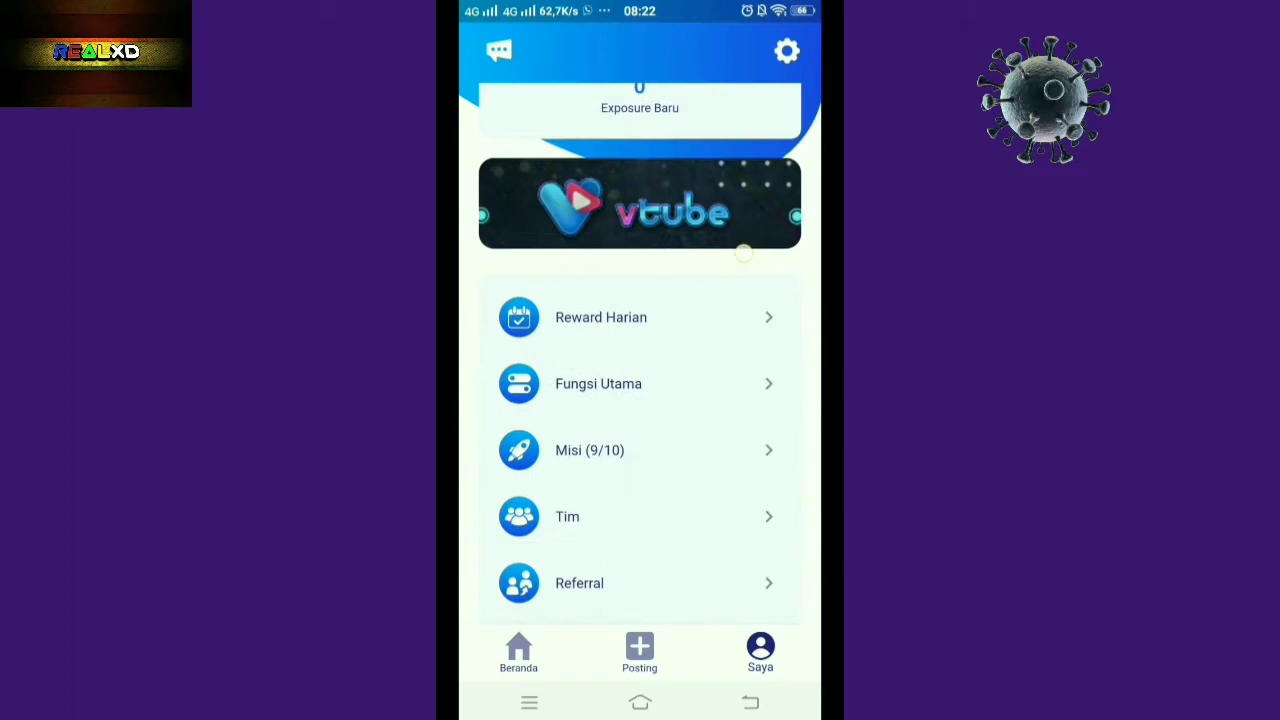 REALXD
4G 4G 62,7K/s ... 08:22 66
Exposure Baru
vtube
Reward Harian
Fungsi Utama
Misi (9/10)
Tim
Referral
Beranda
Posting
Saya